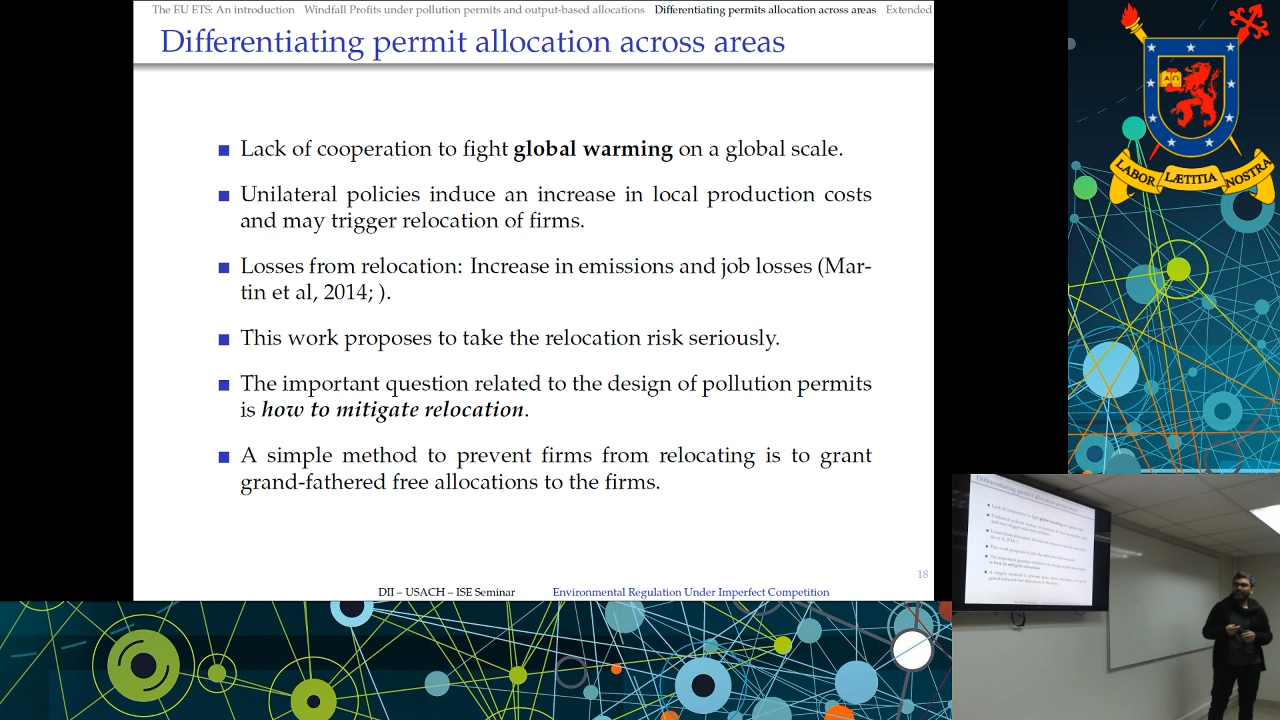 The EU ETS: An introduction Windfall Profits under pollution permits and output-based allocations Differentiating permits allocation across areas Extended
Differentiating permit allocation across areas
Lack of cooperation to fight global warming on a global scale.
Unilateral policies induce an increase in local production costs
and may trigger relocation of firms.
Losses from relocation: Increase in emissions and job losses (Mar-
tin et al, 2014; ).
This work proposes to take the relocation risk seriously.
The important question related to the design of pollution permits
is how to mitigate relocation.
A simple method to prevent firms from relocating is to grant
grand-fathered free allocations to the firms.
18
DII – USACH – ISE Seminar Environmental Regulation Under Imperfect Competition
LABOR LÆTITIA NOSTRA
Differentiating permit allocation across areas